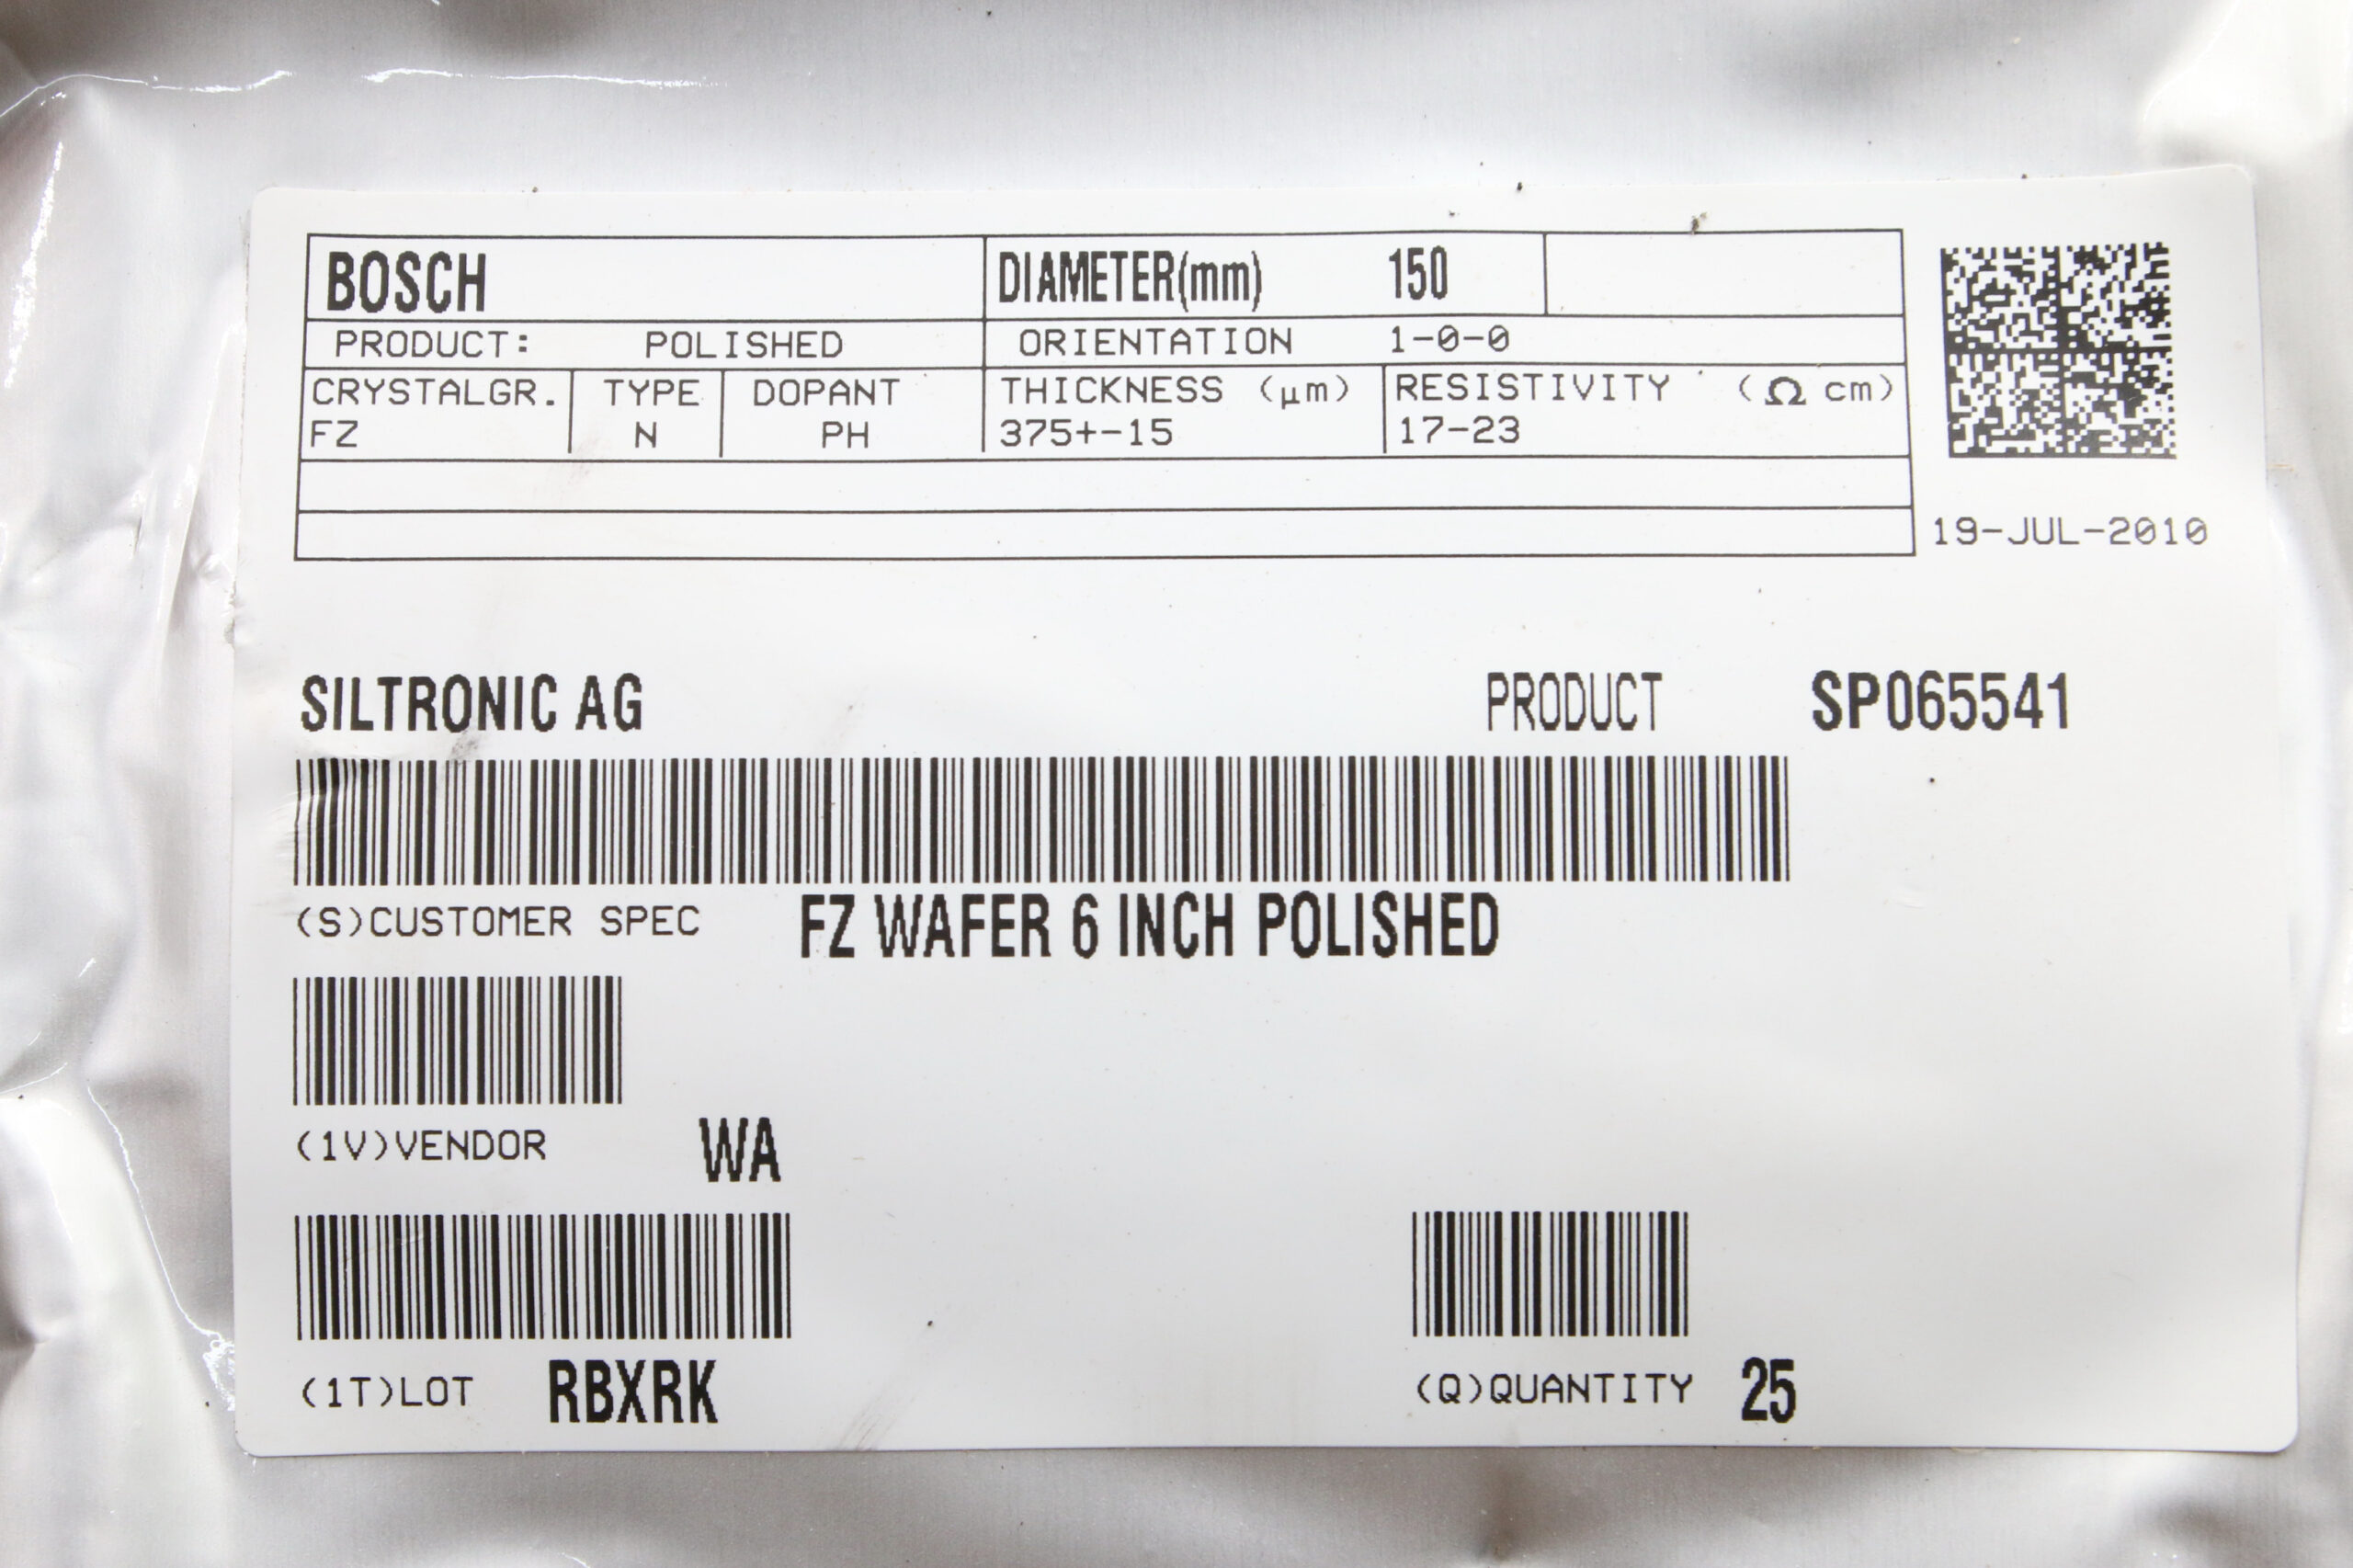 BOSCH DIAMETER(mm) 150
PRODUCT: POLISHED ORIENTATION 1-0-0
CRYSTALGR. TYPE DOPANT THICKNESS (µm) RESISTIVITY (Ω cm)
FZ N PH 375+-15 17-23
19-JUL-2010
SILTRONIC AG PRODUCT SP065541
(S)CUSTOMER SPEC FZ WAFER 6 INCH POLISHED
(1V)VENDOR WA
(1T)LOT RBXRK (Q)QUANTITY 25